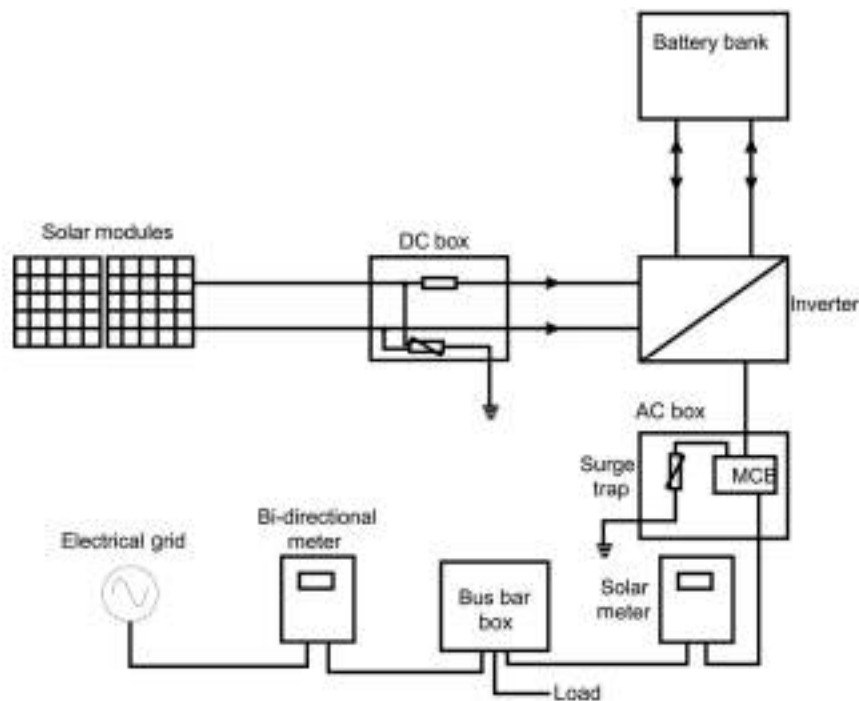 Battery bank
Solar modules
DC box
Inverter
AC box
Surge
trap
MCB
Bi-directional
meter
Electrical grid
Bus bar
box
Solar
meter
Load